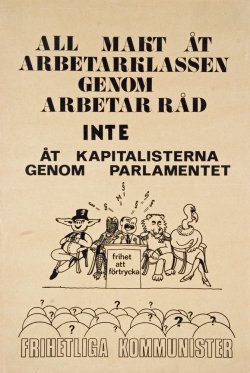 ALL MAKT ÅT
ARBETARKLASSEN
GENOM
ARBETAR RÅD
INTE
ÅT KAPITALISTERNA
GENOM PARLAMENTET
frihet
att
förtrycka
FRIHETLIGA KOMMUNISTER